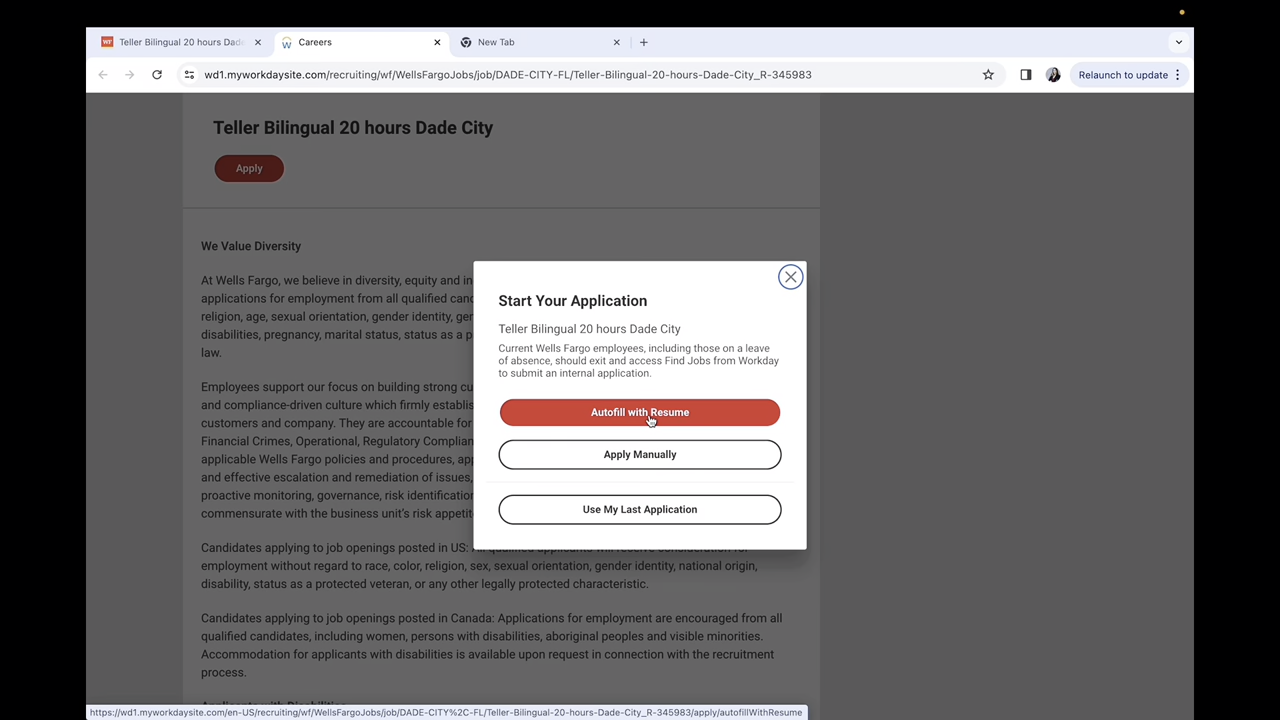 Teller Bilingual 20 hours Dade
Careers
New Tab
wd1.myworkdaysite.com/recruiting/wf/WellsFargoJobs/job/DADE-CITY-FL/Teller-Bilingual-20-hours-Dade-City_R-345983
Relaunch to update
Teller Bilingual 20 hours Dade City
Apply
We Value Diversity
At Wells Fargo, we believe in diversity, equity and
applications for employment from all qualified
religion, age, sexual orientation, gender identity,
disabilities, pregnancy, marital status, status as a
law.
Employees support our focus on building strong
and compliance-driven culture which firmly
customers and company. They are accountable for
Financial Crimes, Operational, Regulatory
applicable Wells Fargo policies and procedures,
and effective escalation and remediation of issues,
proactive monitoring, governance, risk identification
commensurate with the business unit's risk
Candidates applying to job openings posted in US: All qualified applicants will receive consideration for
employment without regard to race, color, religion, sex, sexual orientation, gender identity, national origin,
disability, status as a protected veteran, or any other legally protected characteristic.
Candidates applying to job openings posted in Canada: Applications for employment are encouraged from all
qualified candidates, including women, persons with disabilities, aboriginal peoples and visible minorities.
Accommodation for applicants with disabilities is available upon request in connection with the recruitment
process.
Applicants with Disabilities
Start Your Application
Teller Bilingual 20 hours Dade City
Current Wells Fargo employees, including those on a leave
of absence, should exit and access Find Jobs from Workday
to submit an internal application.
Autofill with Resume
Apply Manually
Use My Last Application
https://wd1.myworkdaysite.com/en-US/recruiting/wf/WellsFargoJobs/job/DADE-CITY%2C-FL/Teller-Bilingual-20-hours-Dade-City_R-345983/apply/autofillWithResume